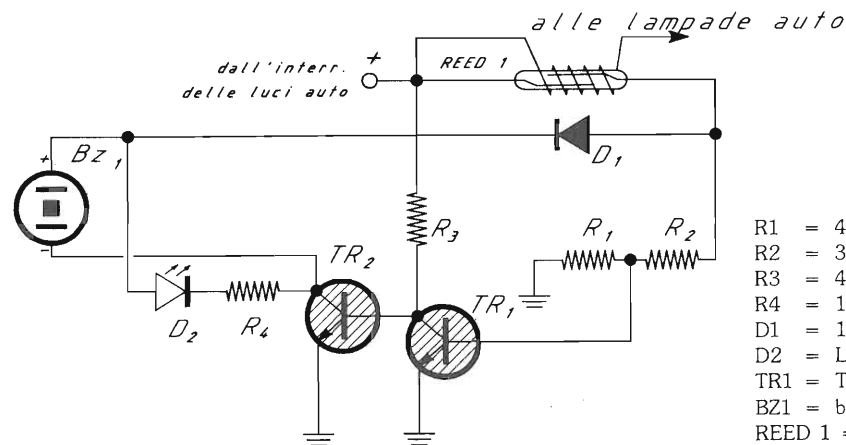 alle lampade auto
+
dall'interr.
delle luci auto
REED 1
+
Bz1
D1
R3
R1
R2
TR2
TR1
-
D2
R4
R1 = 4
R2 = 3
R3 = 4
R4 = 1
D1 = 1
D2 = L
TR1 = T
BZ1 = b
REED 1 =